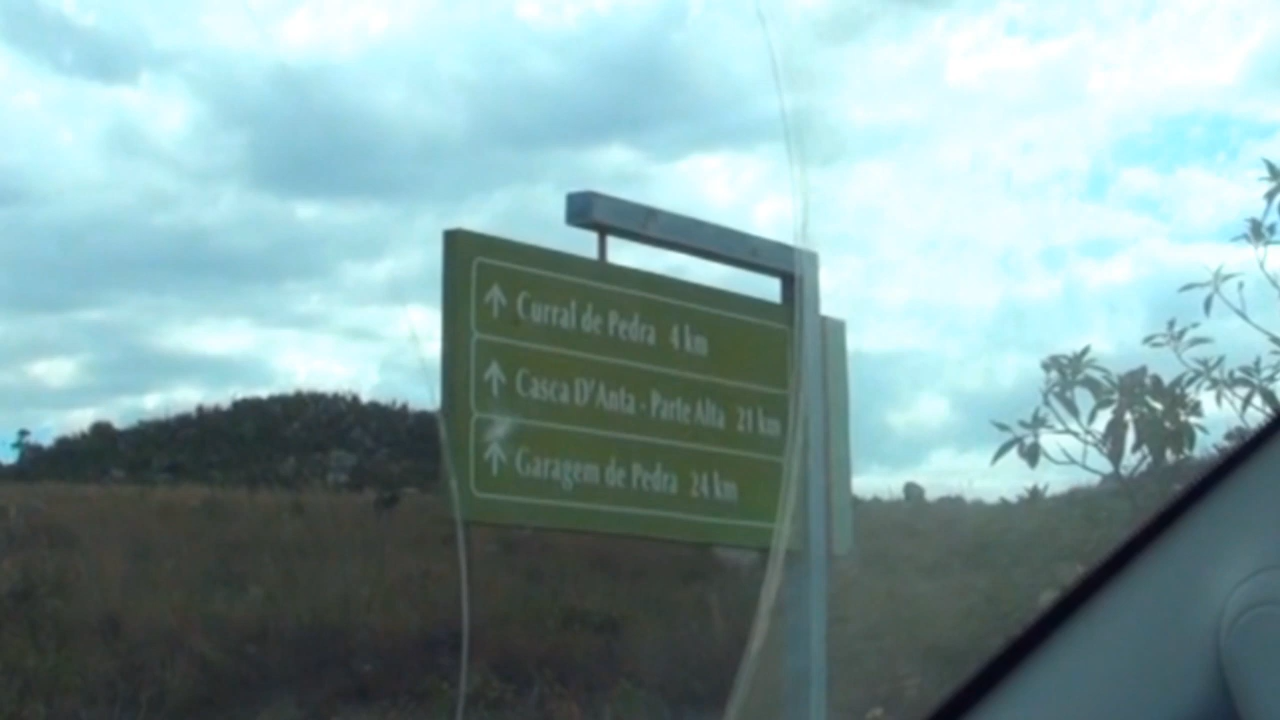 ↑ Curral de Pedra 4 km
↑ Casca D'Anta - Parte Alta 21 km
↑ Garagem de Pedra 24 km